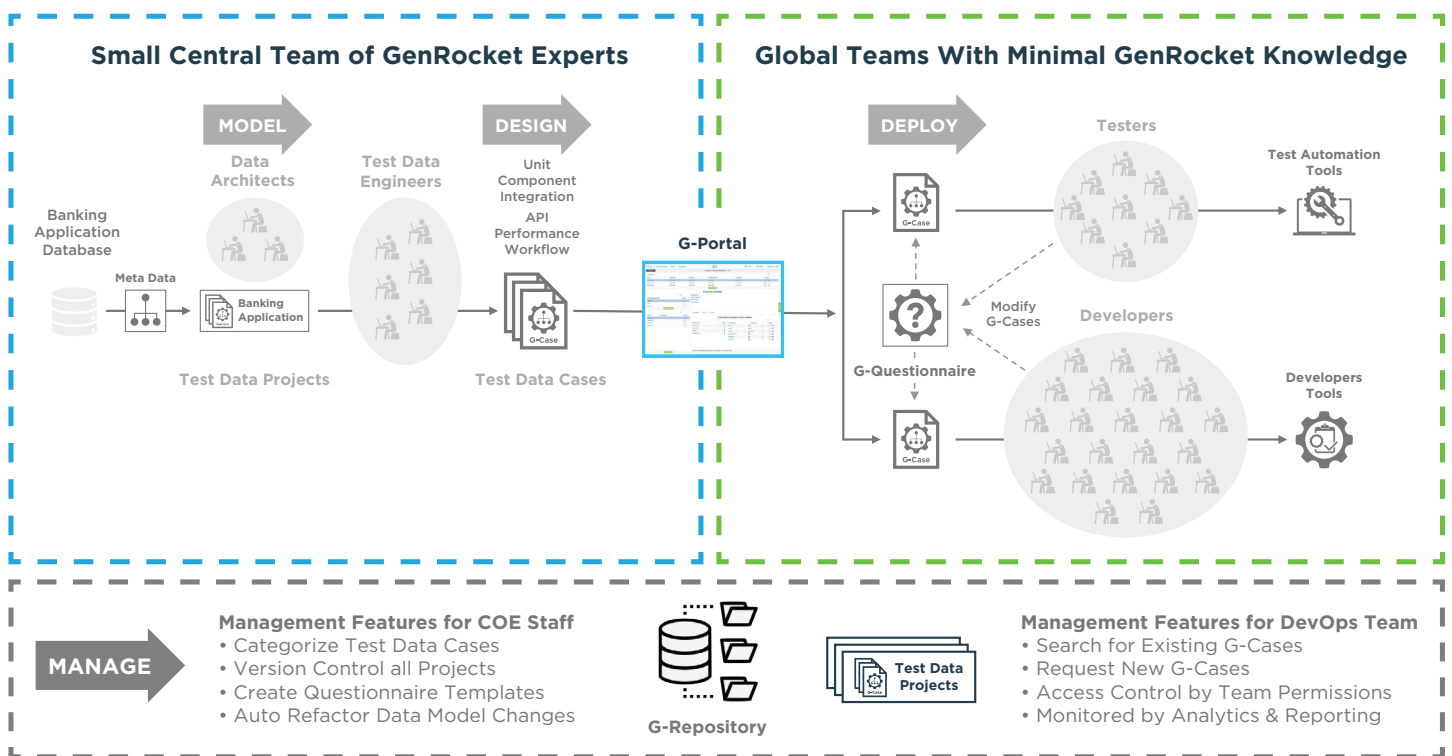 Small Central Team of GenRocket Experts
MODEL
Data
Architects
Test Data
Engineers
DESIGN
Unit
Component
Integration
API
Performance
Workflow
Banking
Application
Database
Meta Data
G-Case
Banking
Application
G-Case
Test Data Projects
Test Data Cases
G-Portal
Global Teams With Minimal GenRocket Knowledge
DEPLOY
Testers
Test Automation
Tools
G-Case
?
Modify
G-Cases
G-Questionnaire
Developers
Developers
Tools
G-Case
MANAGE
Management Features for COE Staff
• Categorize Test Data Cases
• Version Control all Projects
• Create Questionnaire Templates
• Auto Refactor Data Model Changes
G-Repository
G-Case
Test Data
Projects
Management Features for DevOps Team
• Search for Existing G-Cases
• Request New G-Cases
• Access Control by Team Permissions
• Monitored by Analytics & Reporting